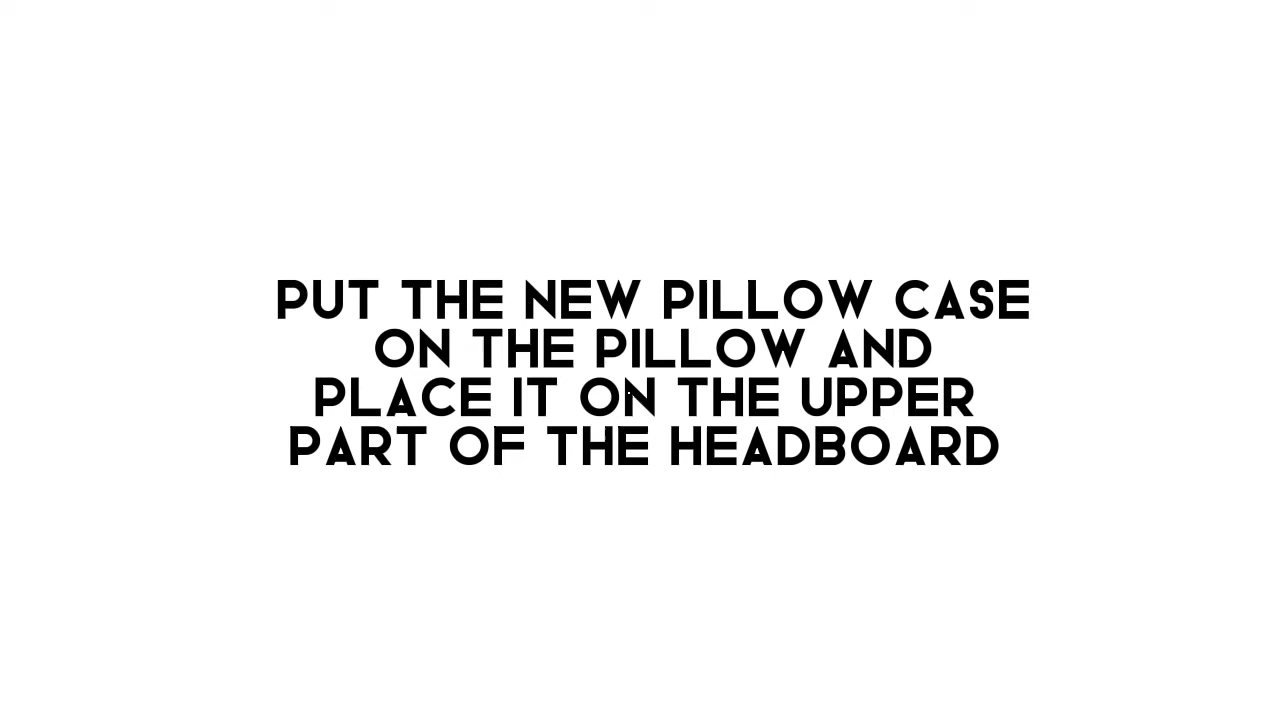 PUT THE NEW PILLOW CASE
ON THE PILLOW AND
PLACE IT ON THE UPPER
PART OF THE HEADBOARD